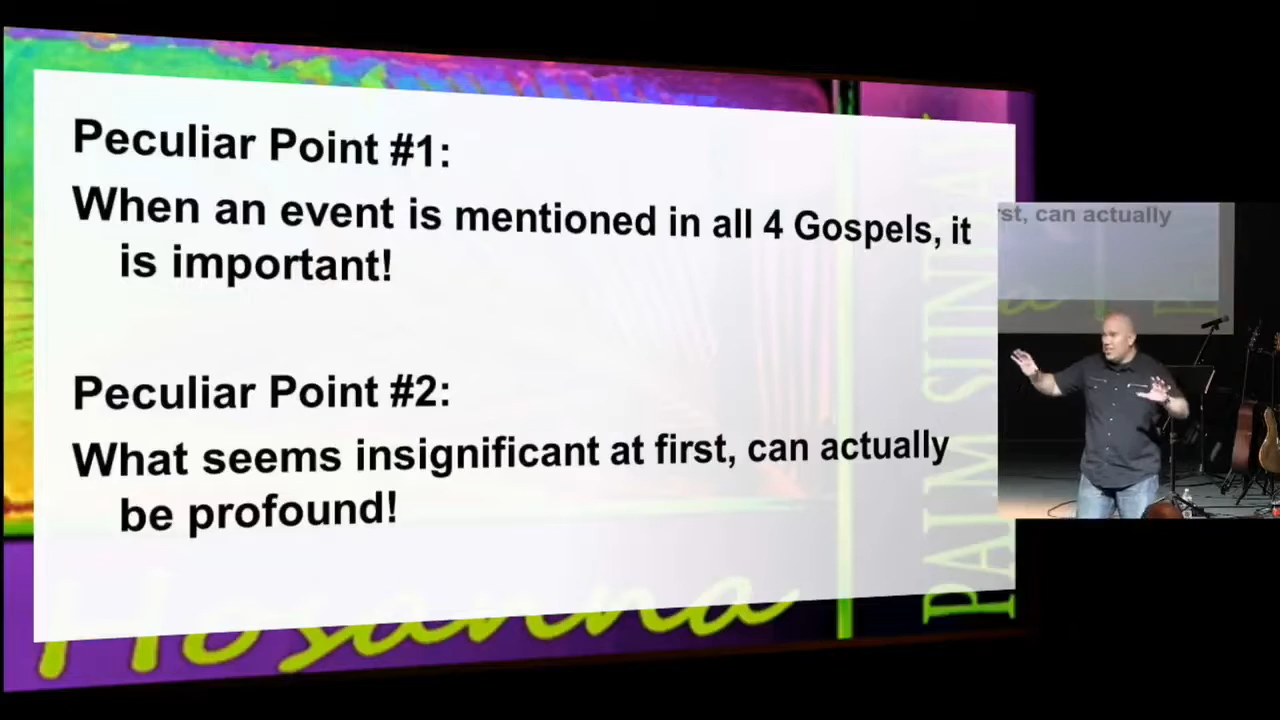 Peculiar Point #1:
When an event is mentioned in all 4 Gospels, it
is important!
Peculiar Point #2:
What seems insignificant at first, can actually
be profound!
Hosanna
PALM SUNDAY
rst, can actually